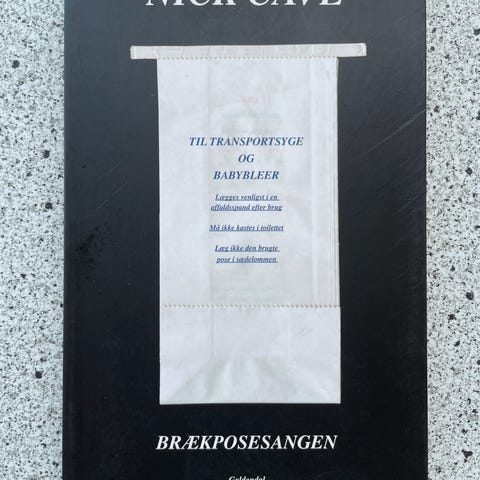 NICK CAVE
TIL TRANSPORTSYGE
OG
BABYBLEER
Lægges venligst i en
affaldsspand efter brug
Må ikke kastes i toilettet
Læg ikke den brugte
pose i sædelommen
BRÆKPOSESANGEN
Gyldendal